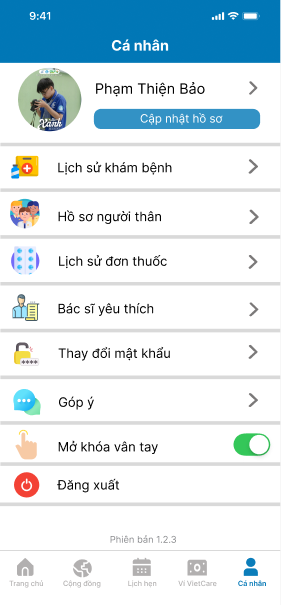 9:41
Cá nhân
Xanh
Phạm Thiện Bảo
Cập nhật hồ sơ
Lịch sử khám bệnh
Hồ sơ người thân
Lịch sử đơn thuốc
Bác sĩ yêu thích
Thay đổi mật khẩu
Góp ý
Mở khóa vân tay
Đăng xuất
Phiên bản 1.2.3
Trang chủ
Cộng đồng
Lịch hẹn
Ví VietCare
Cá nhân